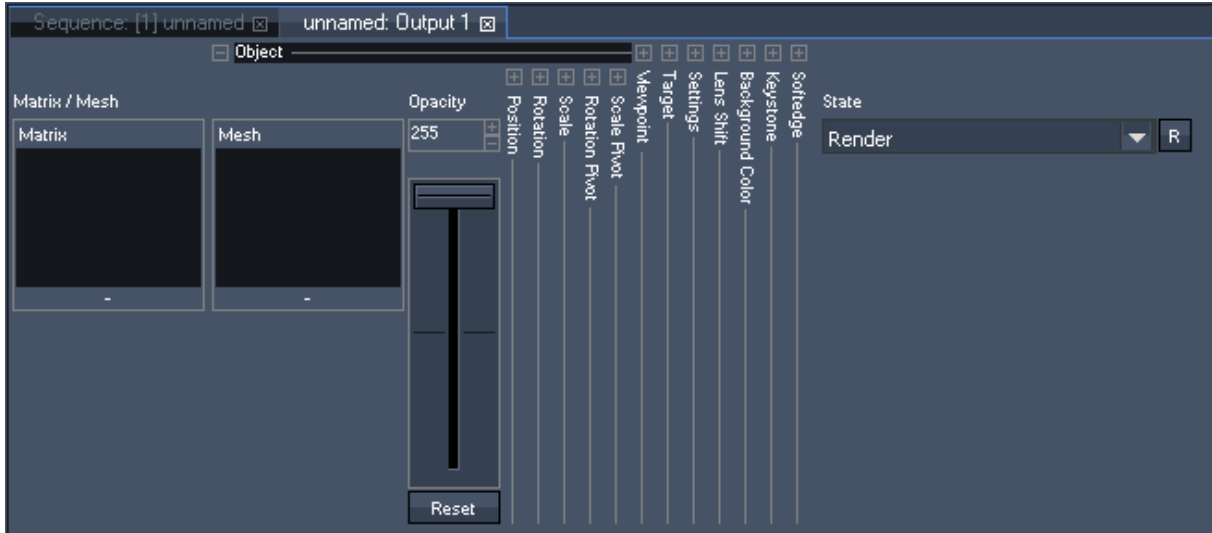 Sequence: [1] unnamed
unnamed: Output 1
Object
Matrix / Mesh
Matrix
-
Mesh
-
Opacity
255
Reset
Position
Rotation
Scale
Rotation Pivot
Scale Pivot
Viewpoint
Target
Settings
Lens Shift
Background Color
Keystone
Softedge
State
Render
R